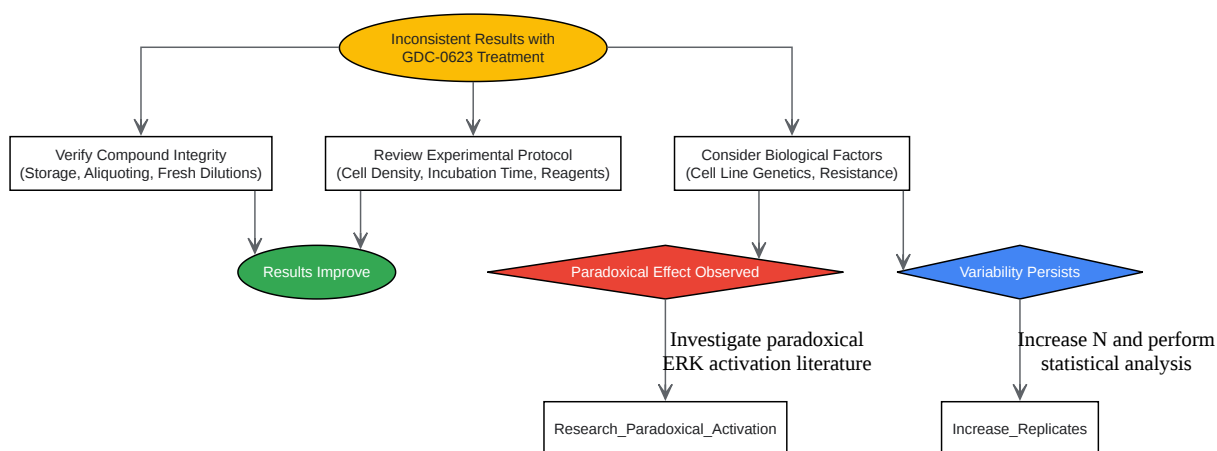 Inconsistent Results with
GDC-0623 Treatment
Verify Compound Integrity
(Storage, Aliquoting, Fresh Dilutions)
Review Experimental Protocol
(Cell Density, Incubation Time, Reagents)
Consider Biological Factors
(Cell Line Genetics, Resistance)
Results Improve
Paradoxical Effect Observed
Variability Persists
Investigate paradoxical
ERK activation literature
Increase N and perform
statistical analysis
Research_Paradoxical_Activation
Increase_Replicates